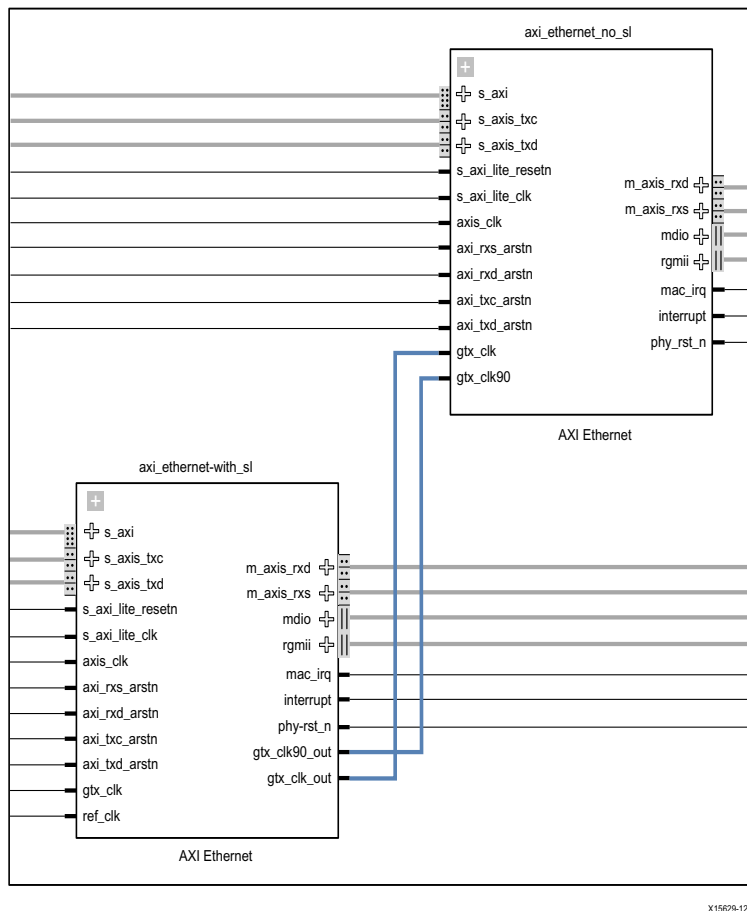 axi_ethernet_no_sl
s_axi
s_axis_txc
s_axis_txd
s_axi_lite_resetn
s_axi_lite_clk
axis_clk
axi_rxs_arstn
axi_rxd_arstn
axi_txc_arstn
axi_txd_arstn
gtx_clk
gtx_clk90
m_axis_rxd
m_axis_rxs
mdio
rgmii
mac_irq
interrupt
phy_rst_n
AXI Ethernet
axi_ethernet-with_sl
s_axi
s_axis_txc
s_axis_txd
s_axi_lite_resetn
s_axi_lite_clk
axis_clk
axi_rxs_arstn
axi_rxd_arstn
axi_txc_arstn
axi_txd_arstn
gtx_clk
ref_clk
m_axis_rxd
m_axis_rxs
mdio
rgmii
mac_irq
interrupt
phy-rst_n
gtx_clk90_out
gtx_clk_out
AXI Ethernet
X15629-12